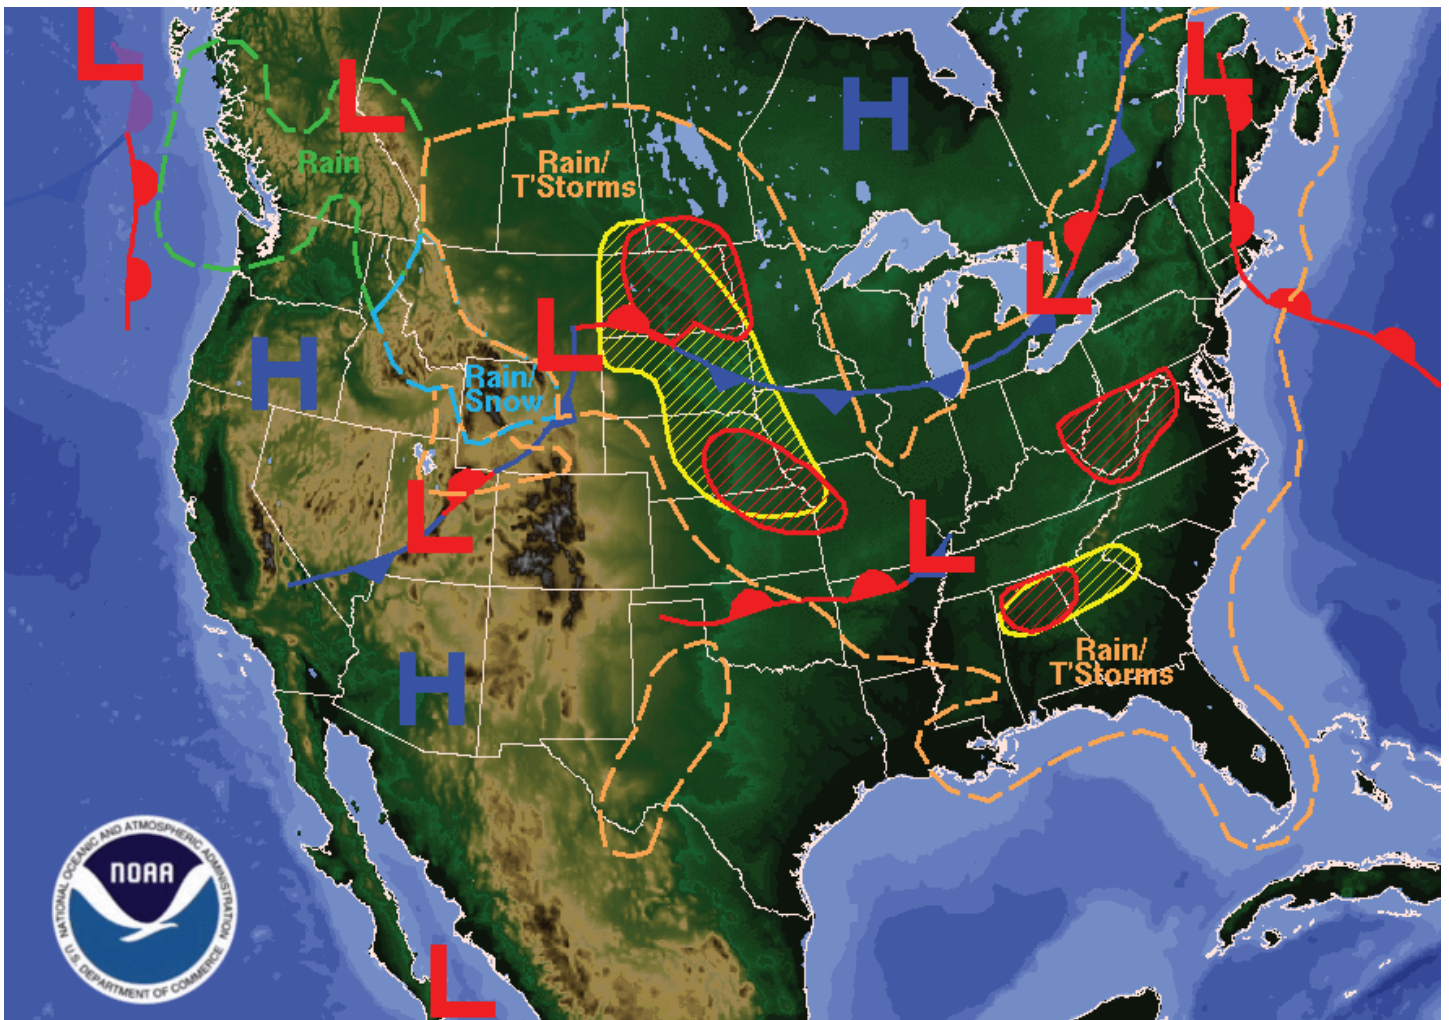 L
L
L
H
Rain
Rain/
T'Storms
L
L
H
Rain/
Snow
L
L
H
Rain/
T'Storms
L
NOAA
NATIONAL OCEANIC AND ATMOSPHERIC ADMINISTRATION
U.S. DEPARTMENT OF COMMERCE